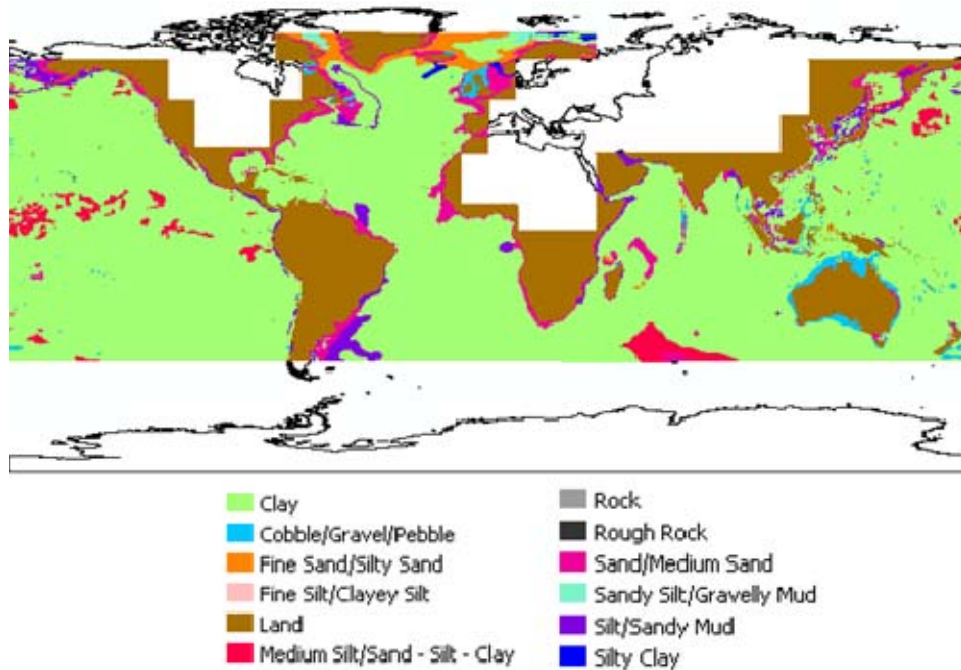 Clay
Cobble/Gravel/Pebble
Fine Sand/Silty Sand
Fine Silt/Clayey Silt
Land
Medium Silt/Sand - Silt - Clay
Rock
Rough Rock
Sand/Medium Sand
Sandy Silt/Gravelly Mud
Silt/Sandy Mud
Silty Clay